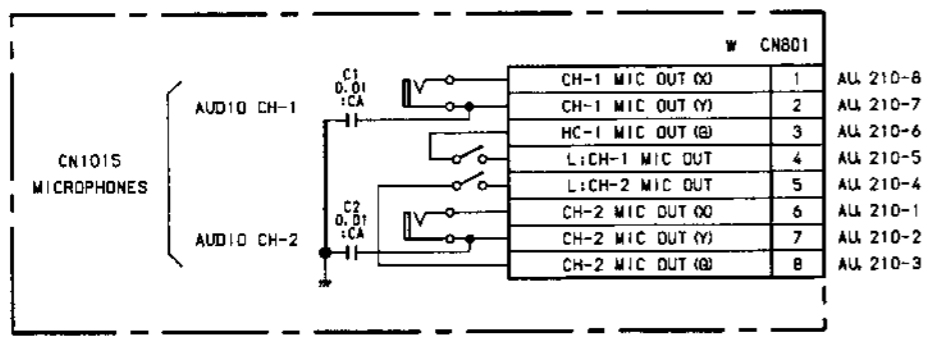 W CN801
C1
0.01
:CA
CH-1 MIC OUT (X) 1 AU. 210-8
AUDIO CH-1
CH-1 MIC OUT (Y) 2 AU. 210-7
HC-1 MIC OUT (G) 3 AU. 210-6
CN1015
MICROPHONES
L:CH-1 MIC OUT 4 AU. 210-5
L:CH-2 MIC OUT 5 AU. 210-4
C2
0.01
:CA
CH-2 MIC OUT (X) 6 AU. 210-1
AUDIO CH-2
CH-2 MIC OUT (Y) 7 AU. 210-2
CH-2 MIC OUT (G) 8 AU. 210-3